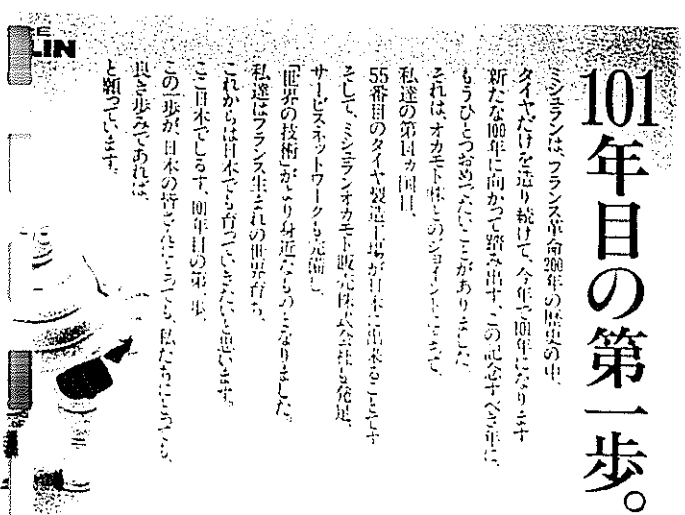 101年目の第一歩。
ミシュランは、フランス革命200年の歴史の中、
タイヤだけを造り続けて、今年で101年になります
新たな100年に向かって踏み出す、この記念すべき年に、
もうひとつおめでたいことがありました
それは、オカモト㈱とのジョイントによって、
私達の第14ヵ国目、
55番目のタイヤ製造工場が日本に出来ることです
そして、ミシュランオカモト販売株式会社も発足、
サービスネットワークも完備し、
「世界の技術」がより身近なものとなりました。
私達はフランス生まれの世界育ち、
これからは日本でも育っていきたいと思います。
ここ日本でしるす、101年目の第一歩、
この一歩が、日本の皆さんにとっても、私たちにとっても、
良き歩みであれば、
と願っています。
LIN